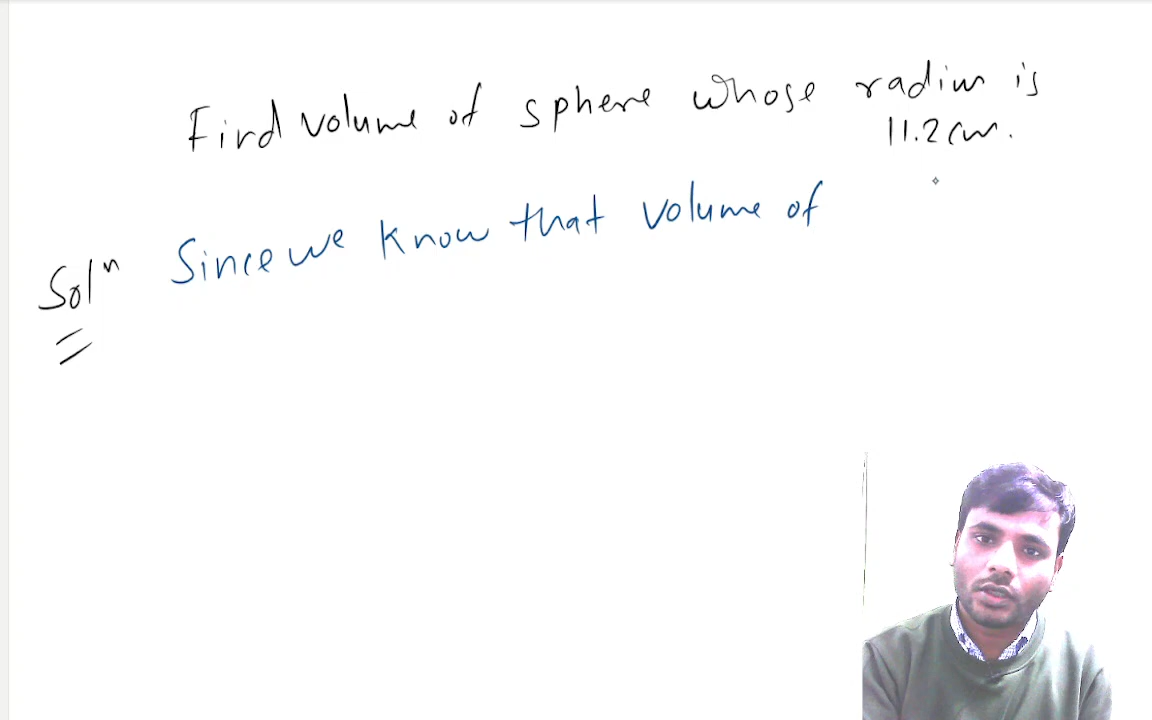 Find volume of sphere whose radius is
11.2 cm.
Solⁿ Since we know that volume of